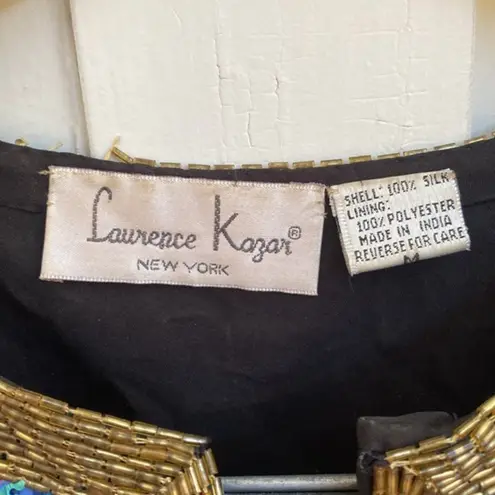 Laurence Kazar®
NEW YORK
SHELL: 100% SILK
LINING:
100% POLYESTER
MADE IN INDIA
REVERSE FOR CARE
M